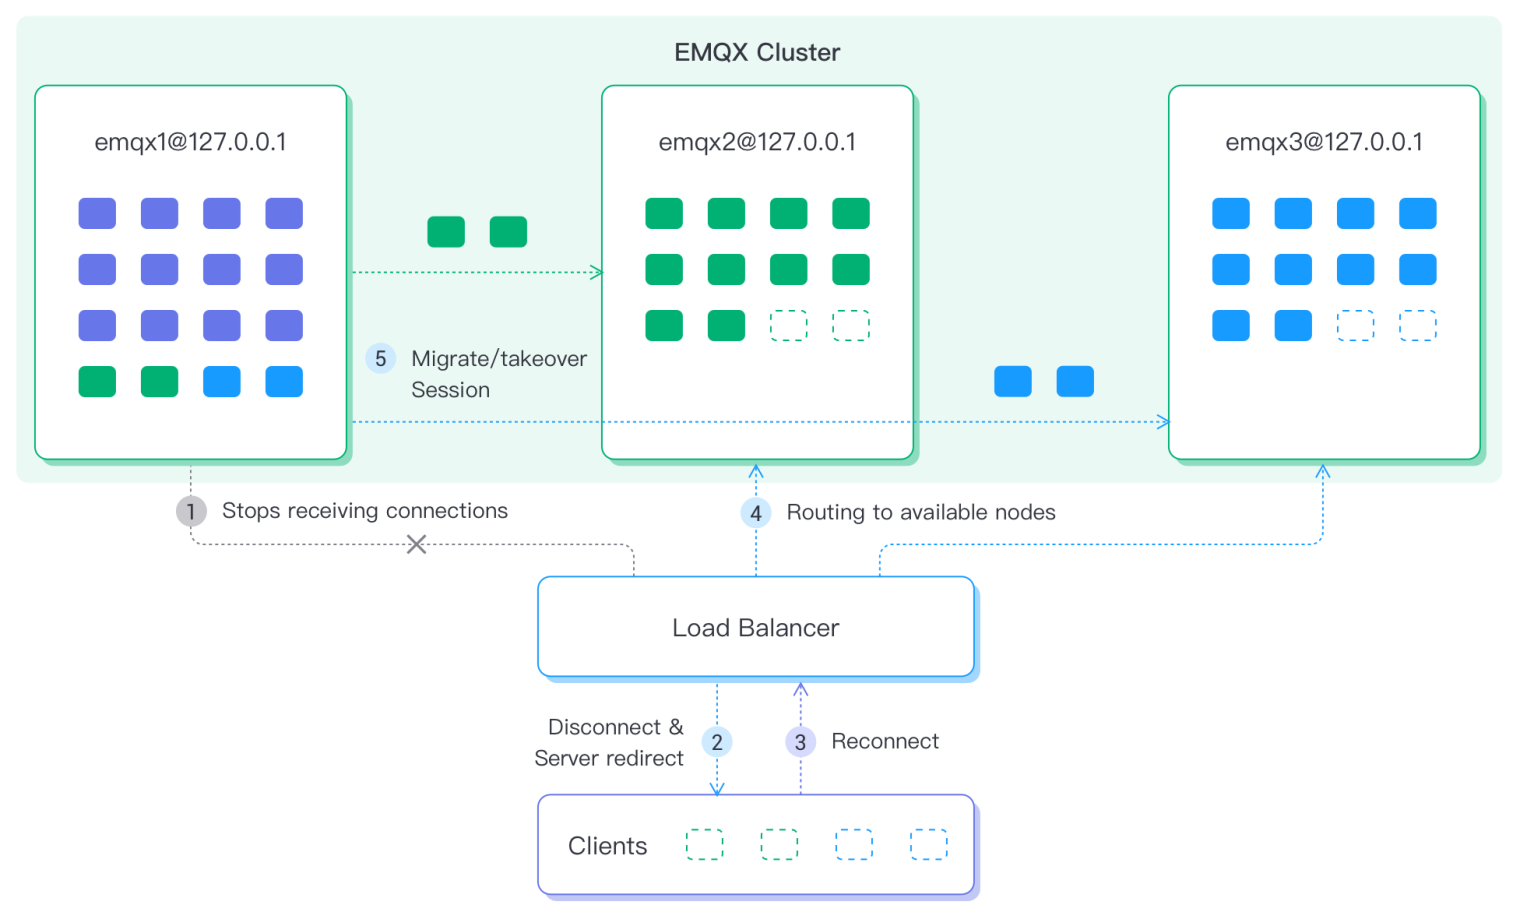 EMQX Cluster
emqx1@127.0.0.1
emqx2@127.0.0.1
emqx3@127.0.0.1
5
Migrate/takeover
Session
1
Stops receiving connections
4
Routing to available nodes
Load Balancer
Disconnect &
Server redirect
2
3
Reconnect
Clients